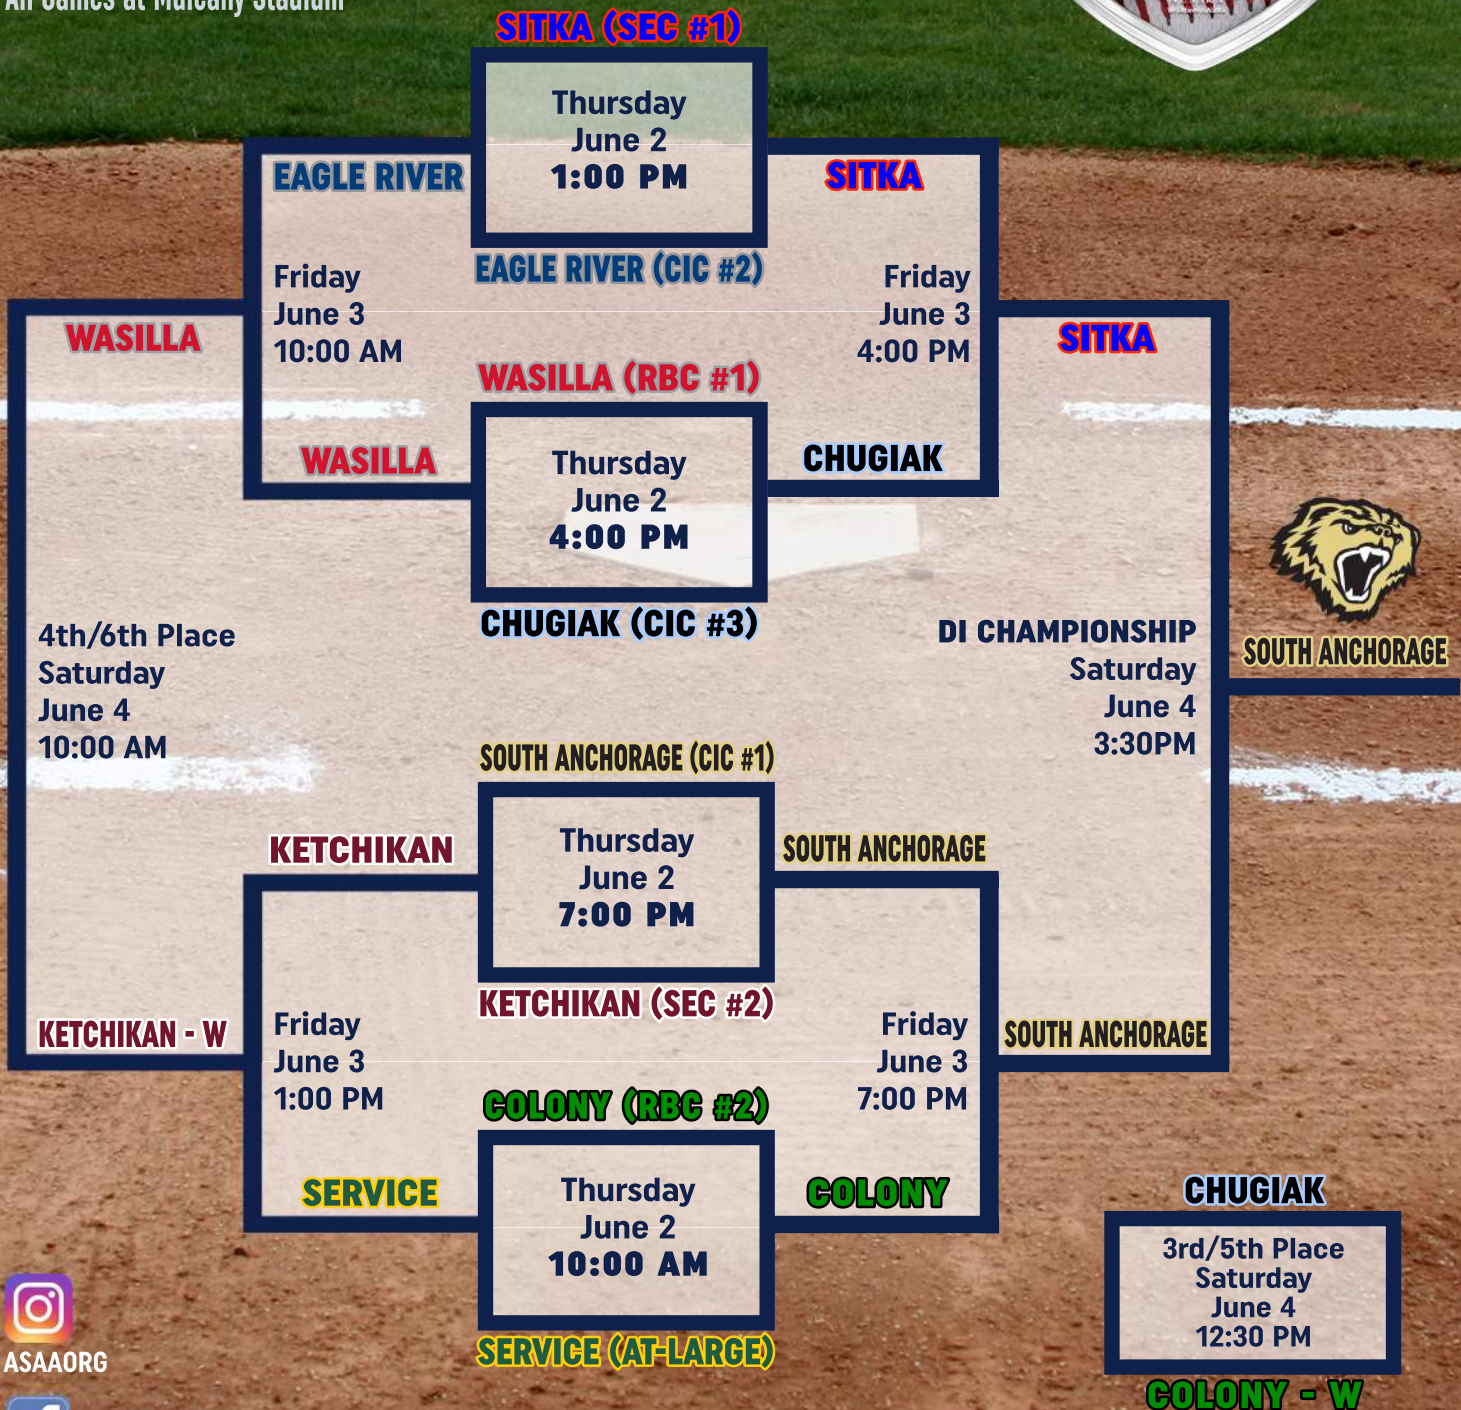 All Games at Mulcahy Stadium
SITKA (SEC #1)
Thursday
June 2
1:00 PM
EAGLE RIVER (CIC #2)
EAGLE RIVER
Friday
June 3
10:00 AM
WASILLA
SITKA
Friday
June 3
4:00 PM
CHUGIAK
WASILLA (RBC #1)
Thursday
June 2
4:00 PM
CHUGIAK (CIC #3)
WASILLA
4th/6th Place
Saturday
June 4
10:00 AM
KETCHIKAN - W
SITKA
DI CHAMPIONSHIP
Saturday
June 4
3:30PM
SOUTH ANCHORAGE
SOUTH ANCHORAGE
SOUTH ANCHORAGE (CIC #1)
Thursday
June 2
7:00 PM
KETCHIKAN (SEC #2)
KETCHIKAN
Friday
June 3
1:00 PM
SERVICE
SOUTH ANCHORAGE
Friday
June 3
7:00 PM
COLONY
COLONY (RBC #2)
Thursday
June 2
10:00 AM
SERVICE (AT-LARGE)
CHUGIAK
3rd/5th Place
Saturday
June 4
12:30 PM
COLONY - W
ASAAORG